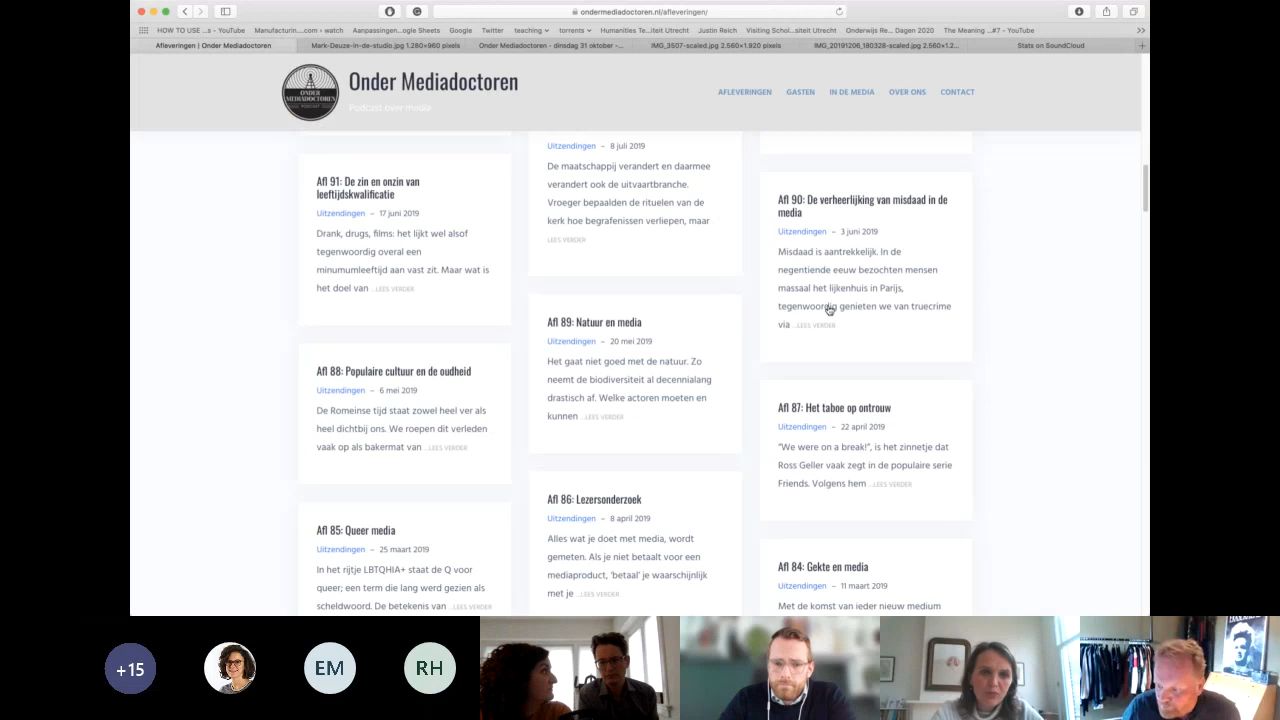 ondermediadoctoren.nl/afleveringen/
HOW TO USE ...s - YouTube
Manufacturin....com › watch
Aanpassingen...ogle Sheets
Google
Twitter
teaching
torrents
Humanities Te...iteit Utrecht
Justin Reich
Visiting Schol...siteit Utrecht
Onderwijs Re... Dagen 2020
The Meaning ...#7 - YouTube
Afleveringen | Onder Mediadoctoren
Mark-Deuze-in-de-studio.jpg 1.280×960 pixels
Onder Mediadoctoren - dinsdag 31 oktober -...
IMG_3507-scaled.jpg 2.560×1.920 pixels
IMG_20191206_180328-scaled.jpg 2.560×1.2...
Stats on SoundCloud
ONDER
MEDIADOCTOREN
PODCAST
Onder Mediadoctoren
Podcast over media
AFLEVERINGEN
GASTEN
IN DE MEDIA
OVER ONS
CONTACT
Afl 91: De zin en onzin van
leeftijdskwalificatie
Uitzendingen – 17 juni 2019
Drank, drugs, films: het lijkt wel alsof
tegenwoordig overal een
minumumleeftijd aan vast zit. Maar wat is
het doel van ...LEES VERDER
Afl 88: Populaire cultuur en de oudheid
Uitzendingen – 6 mei 2019
De Romeinse tijd staat zowel heel ver als
heel dichtbij ons. We roepen dit verleden
vaak op als bakermat van ...LEES VERDER
Afl 85: Queer media
Uitzendingen – 25 maart 2019
In het rijtje LBTQHIA+ staat de Q voor
queer; een term die lang werd gezien als
scheldwoord. De betekenis van ...LEES VERDER
Uitzendingen – 8 juli 2019
De maatschappij verandert en daarmee
verandert ook de uitvaartbranche.
Vroeger bepaalden de rituelen van de
kerk hoe begrafenissen verliepen, maar
LEES VERDER
Afl 89: Natuur en media
Uitzendingen – 20 mei 2019
Het gaat niet goed met de natuur. Zo
neemt de biodiversiteit al decennialang
drastisch af. Welke actoren moeten en
kunnen ...LEES VERDER
Afl 86: Lezersonderzoek
Uitzendingen – 8 april 2019
Alles wat je doet met media, wordt
gemeten. Als je niet betaalt voor een
mediaproduct, ‘betaal’ je waarschijnlijk
met je ...LEES VERDER
Afl 90: De verheerlijking van misdaad in de
media
Uitzendingen – 3 juni 2019
Misdaad is aantrekkelijk. In de
negentiende eeuw bezochten mensen
massaal het lijkenhuis in Parijs,
tegenwoordig genieten we van truecrime
via ...LEES VERDER
Afl 87: Het taboe op ontrouw
Uitzendingen – 22 april 2019
“We were on a break!”, is het zinnetje dat
Ross Geller vaak zegt in de populaire serie
Friends. Volgens hem ...LEES VERDER
Afl 84: Gekte en media
Uitzendingen – 11 maart 2019
Met de komst van ieder nieuw medium
+15
EM
RH